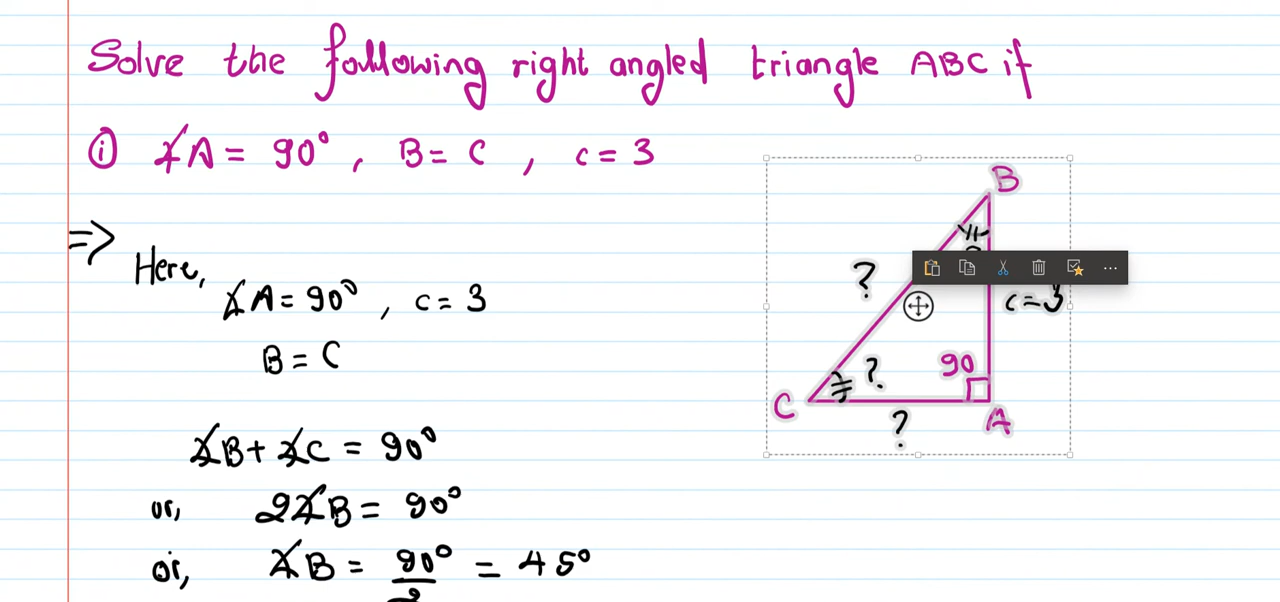 Solve the following right angled triangle ABC if
ⓘ ∡A = 90°, B = C, c = 3
⇒ Here,
∡A = 90°, c = 3
B = C
∡B + ∡C = 90°
or, 2∡B = 90°
or, ∡B = 90°/2 = 45°
B
?
c = 3
90
?
C
A
?